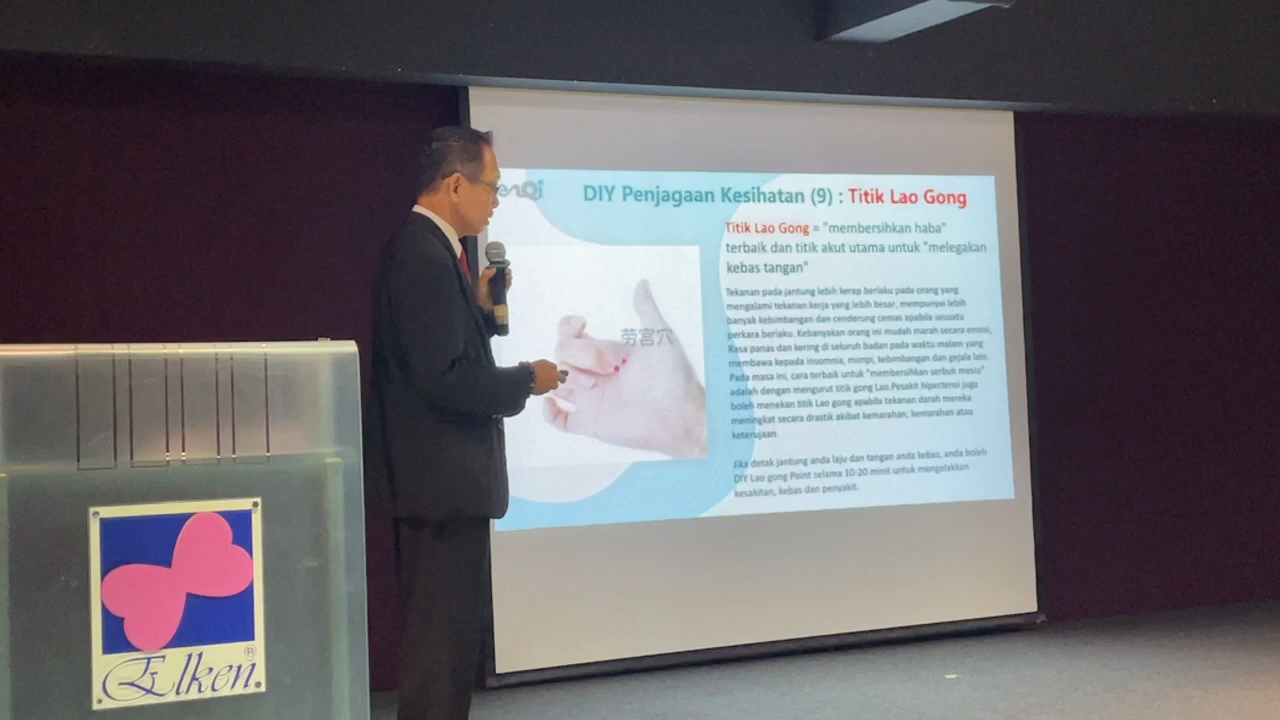 enQi
DIY Penjagaan Kesihatan (9) : Titik Lao Gong
Titik Lao Gong = "membersihkan haba"
terbaik dan titik akut utama untuk "melegakan
kebas tangan"
劳宫穴
Tekanan pada jantung lebih kerap berlaku pada orang yang
mengalami tekanan kerja yang lebih besar, mempunyai lebih
banyak kebimbangan dan cenderung cemas apabila sesuatu
perkara berlaku. Kebanyakan orang ini mudah marah secara emosi,
Rasa panas dan kering di seluruh badan pada waktu malam yang
membawa kepada insomnia, mimpi, kebimbangan dan gejala lain.
Pada masa ini, cara terbaik untuk "membersihkan serbuk mesiu"
adalah dengan mengurut titik gong Lao.Pesakit hipertensi juga
boleh menekan titik Lao gong apabila tekanan darah mereka
meningkat secara drastik akibat kemarahan, kemarahan atau
keterujaan.
Jika detak jantung anda laju dan tangan anda kebas, anda boleh
DIY Lao gong Point selama 10-20 minit untuk mengelakkan
kesakitan, kebas dan penyakit.
Elken ®